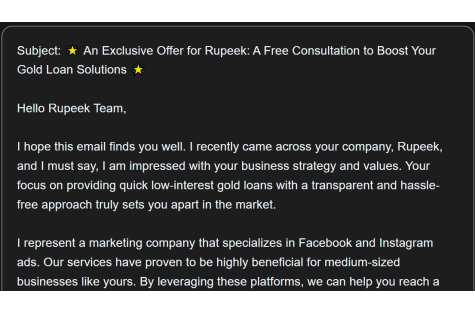 Subject: ⭐ An Exclusive Offer for Rupeek: A Free Consultation to Boost Your
Gold Loan Solutions ⭐
Hello Rupeek Team,
I hope this email finds you well. I recently came across your company, Rupeek,
and I must say, I am impressed with your business strategy and values. Your
focus on providing quick low-interest gold loans with a transparent and hassle-
free approach truly sets you apart in the market.
I represent a marketing company that specializes in Facebook and Instagram
ads. Our services have proven to be highly beneficial for medium-sized
businesses like yours. By leveraging these platforms, we can help you reach a